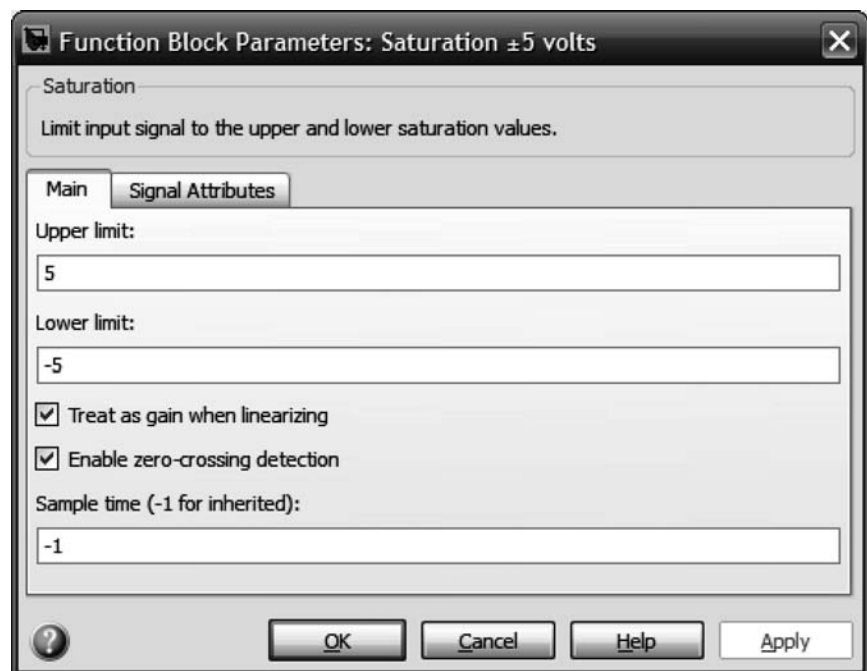 Function Block Parameters: Saturation ±5 volts
Saturation
Limit input signal to the upper and lower saturation values.
Main Signal Attributes
Upper limit:
5
Lower limit:
-5
Treat as gain when linearizing
Enable zero-crossing detection
Sample time (-1 for inherited):
-1
? OK Cancel Help Apply